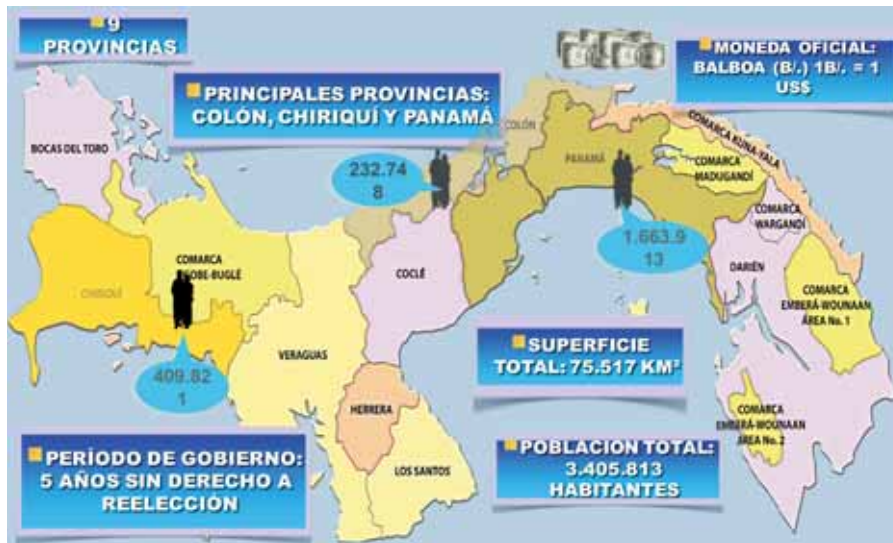 9
PROVINCIAS
MONEDA OFICIAL:
BALBOA (B/.) 1B/. = 1
US$
PRINCIPALES PROVINCIAS:
COLÓN, CHIRIQUÍ Y PANAMÁ
COLÓN
BOCAS DEL TORO
PANAMÁ
COMARCA KUNA-YALA
COMARCA
MADUGANDÍ
232.74
8
COMARCA
WARGANDÍ
1.663.9
13
COMARCA
GOBE-BUGLÉ
COCLÉ
DARIÉN
CHIRIQUÍ
COMARCA
EMBERÁ-WOUNAAN
ÁREA No. 1
VERAGUAS
SUPERFICIE
TOTAL: 75.517 KM²
409.82
1
HERRERA
COMARCA
EMBERÁ-WOUNAAN
ÁREA No. 2
PERÍODO DE GOBIERNO:
5 AÑOS SIN DERECHO A
REELECCIÓN
LOS SANTOS
POBLACION TOTAL:
3.405.813
HABITANTES